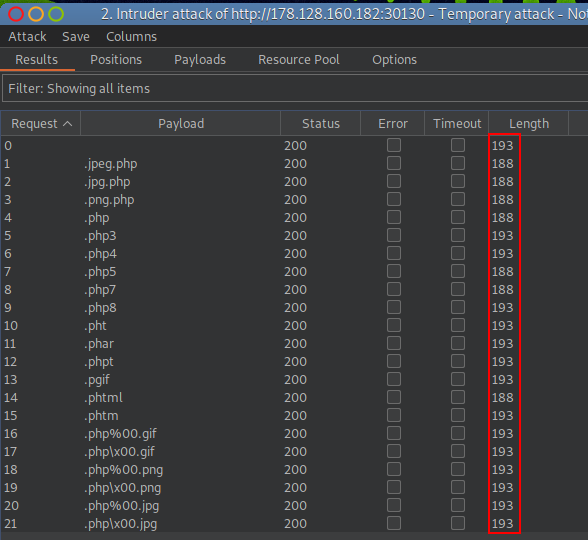 2. Intruder attack of http://178.128.160.182:30130 - Temporary attack - Not
Attack Save Columns
Results Positions Payloads Resource Pool Options
Filter: Showing all items
Request Payload Status Error Timeout Length
0 200 193
1 .jpeg.php 200 188
2 .jpg.php 200 188
3 .png.php 200 188
4 .php 200 188
5 .php3 200 193
6 .php4 200 193
7 .php5 200 188
8 .php7 200 188
9 .php8 200 193
10 .pht 200 193
11 .phar 200 193
12 .phpt 200 193
13 .pgif 200 193
14 .phtml 200 188
15 .phtm 200 193
16 .php%00.gif 200 193
17 .php\x00.gif 200 193
18 .php%00.png 200 193
19 .php\x00.png 200 193
20 .php%00.jpg 200 193
21 .php\x00.jpg 200 193